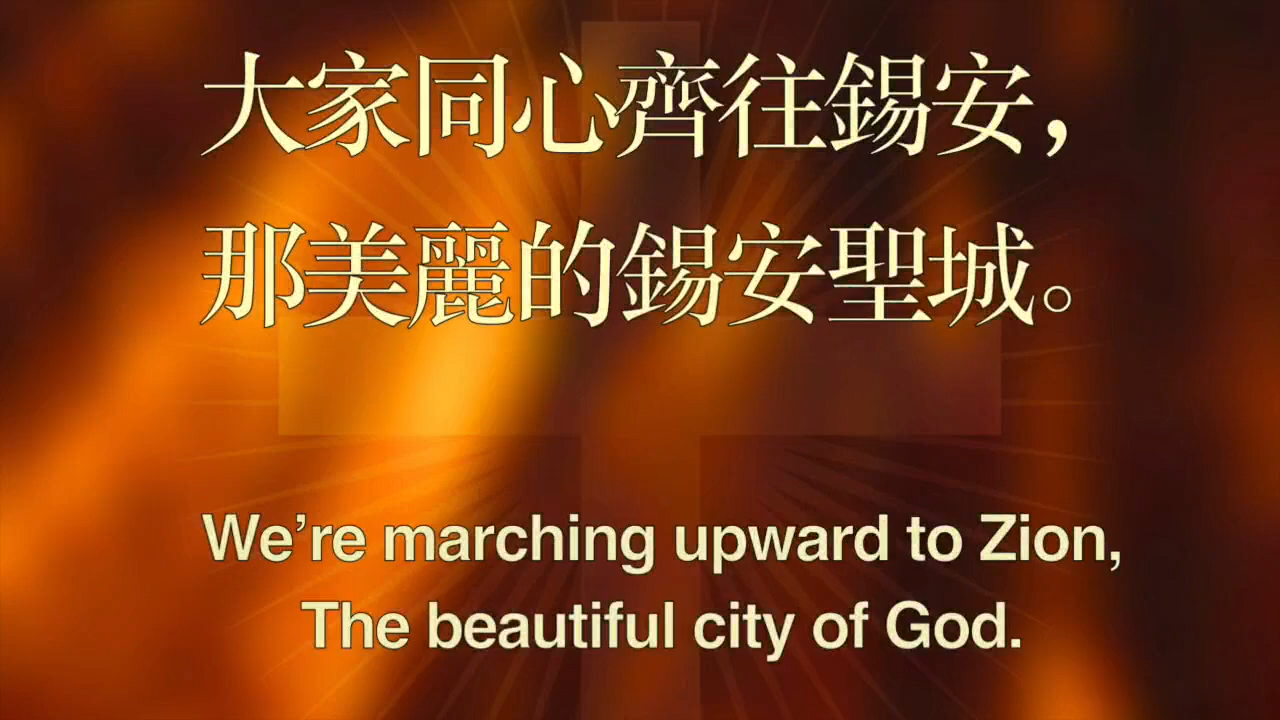 大家同心齊往錫安，
那美麗的錫安聖城。
We’re marching upward to Zion,
The beautiful city of God.